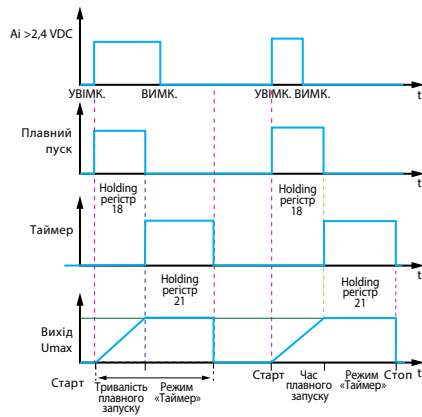 Ai >2,4 VDC
УВІМК. ВИМК. УВІМК. ВИМК. t
Плавний
пуск
t
Holding
регістр
18
Holding
регістр
18
Таймер
t
Holding
регістр
21
Holding
регістр
21
Вихід
Umax
t
Старт
Тривалість
плавного
запуску
Режим
«Таймер»
Старт
Час
плавного
запуску
Режим
«Таймер»
Стоп